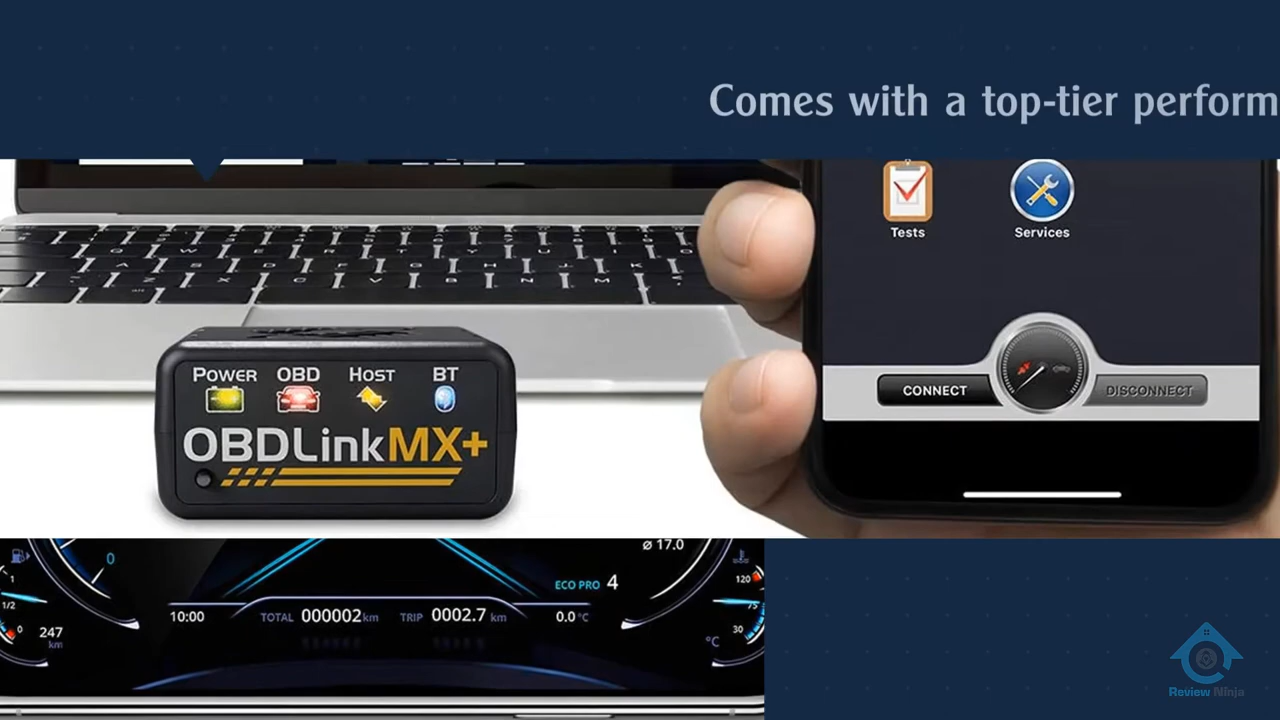 Comes with a top-tier perform
Tests
Services
CONNECT
DISCONNECT
POWER OBD HOST BT
OBDLinkMX+
0
1
1/2
0
247
km
10:00
TOTAL 000002 km
TRIP 0002.7 km
ECO PRO 4
0.0 °C
ø 17.0
120
75
30
°C
Review Ninja